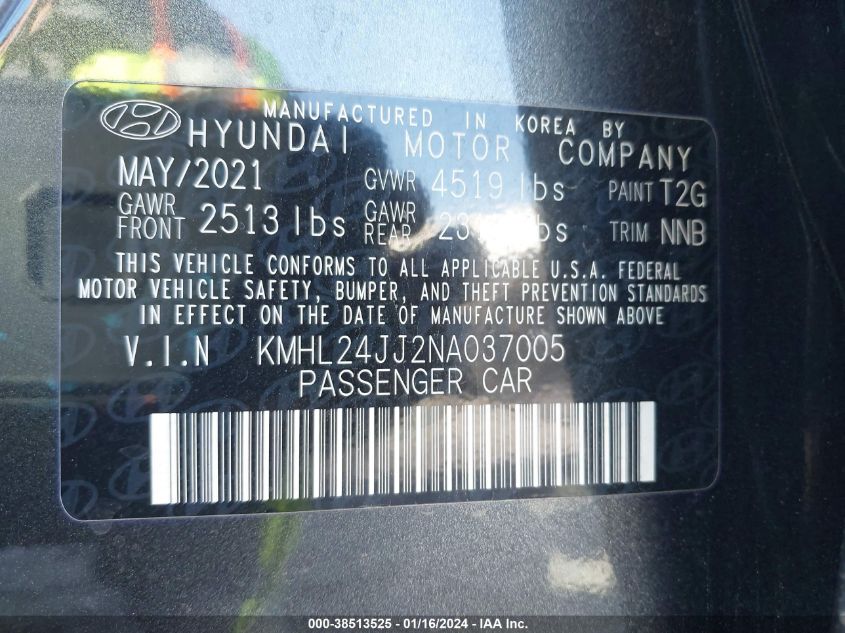 MANUFACTURED IN KOREA BY
HYUNDAI MOTOR COMPANY
MAY/2021 GVWR 4519 lbs PAINT T2G
GAWR FRONT 2513 lbs GAWR REAR lbs TRIM NNB
THIS VEHICLE CONFORMS TO ALL APPLICABLE U.S.A. FEDERAL
MOTOR VEHICLE SAFETY, BUMPER, AND THEFT PREVENTION STANDARDS
IN EFFECT ON THE DATE OF MANUFACTURE SHOWN ABOVE
V.I.N KMHL24JJ2NA037005
PASSENGER CAR
000-38513525 - 01/16/2024 - IAA Inc.